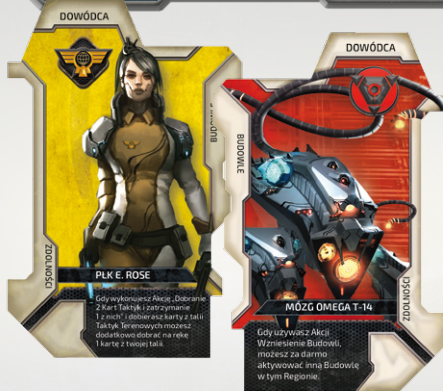 DOWÓDCA
ZDOLNOŚCI
PŁK E. ROSE
Gdy wykonujesz Akcję „Dobranie
2 Kart Taktyk i zatrzymanie
1 z nich" i dobierasz karty z talii
Taktyk Terenowych możesz
dodatkowo dobrać na rękę
1 kartę z twojej talii.
DOWÓDCA
BUDOWLE
ZDOLNOŚCI
MÓZG OMEGA T-14
Gdy używasz Akcji
Wzniesienie Budowli,
możesz za darmo
aktywować inną Budowlę
w tym Regionie.